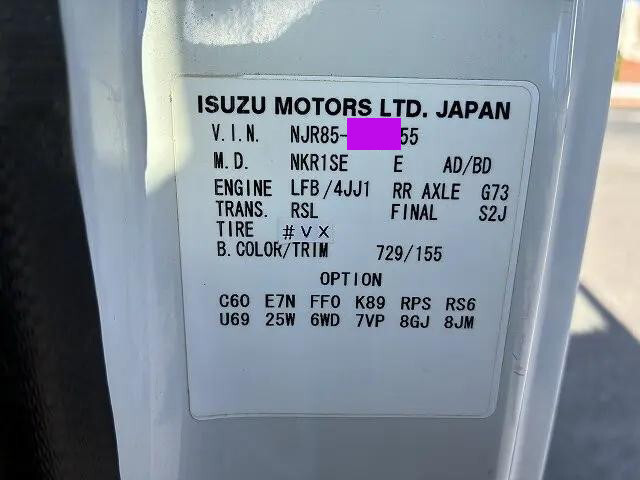 ISUZU MOTORS LTD. JAPAN
V.I.N. NJR85- 55
M.D. NKR1SE E AD/BD
ENGINE LFB/4JJ1 RR AXLE G73
TRANS. RSL FINAL S2J
TIRE #VX
B.COLOR/TRIM 729/155
OPTION
C60 E7N FF0 K89 RPS RS6
U69 25W 6WD 7VP 8GJ 8JM